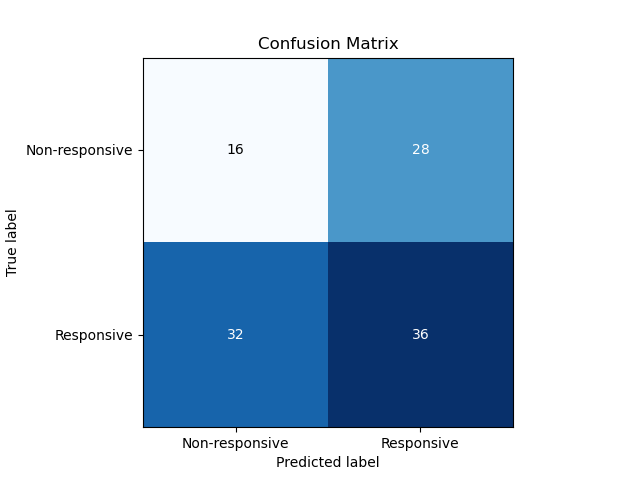 Confusion Matrix
Non-responsive
16
28
True label
Responsive
32
36
Non-responsive
Responsive
Predicted label